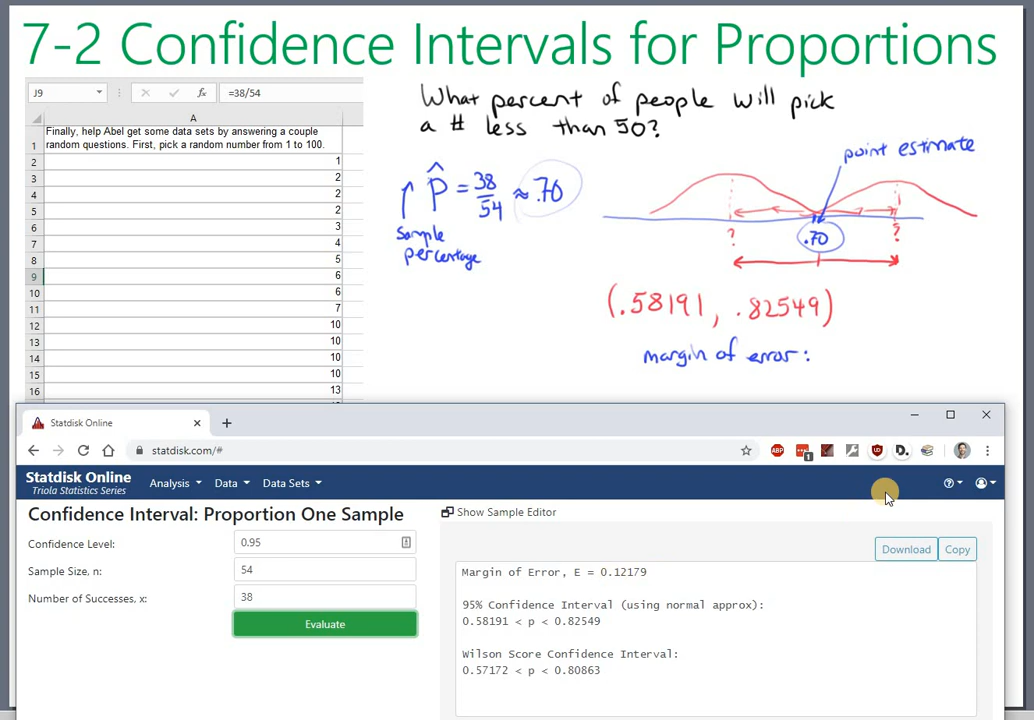 7-2 Confidence Intervals for Proportions
J9
fx
=38/54
A
1 Finally, help Abel get some data sets by answering a couple
random questions. First, pick a random number from 1 to 100.
2 1
3 2
4 2
5 2
6 3
7 4
8 5
9 6
10 6
11 7
12 10
13 10
14 10
15 10
16 13
What percent of people will pick
a # less than 50?
p̂ = 38/54 ≈ .70
Sample
percentage
point estimate
? .70 ?
(.58191, .82549)
margin of error:
Statdisk Online
statdisk.com/#
ABP
1
UD
D.
Statdisk Online
Triola Statistics Series
Analysis Data Data Sets
Confidence Interval: Proportion One Sample
Confidence Level: 0.95
Sample Size, n: 54
Number of Successes, x: 38
Evaluate
Show Sample Editor
Download Copy
Margin of Error, E = 0.12179
95% Confidence Interval (using normal approx):
0.58191 < p < 0.82549
Wilson Score Confidence Interval:
0.57172 < p < 0.80863